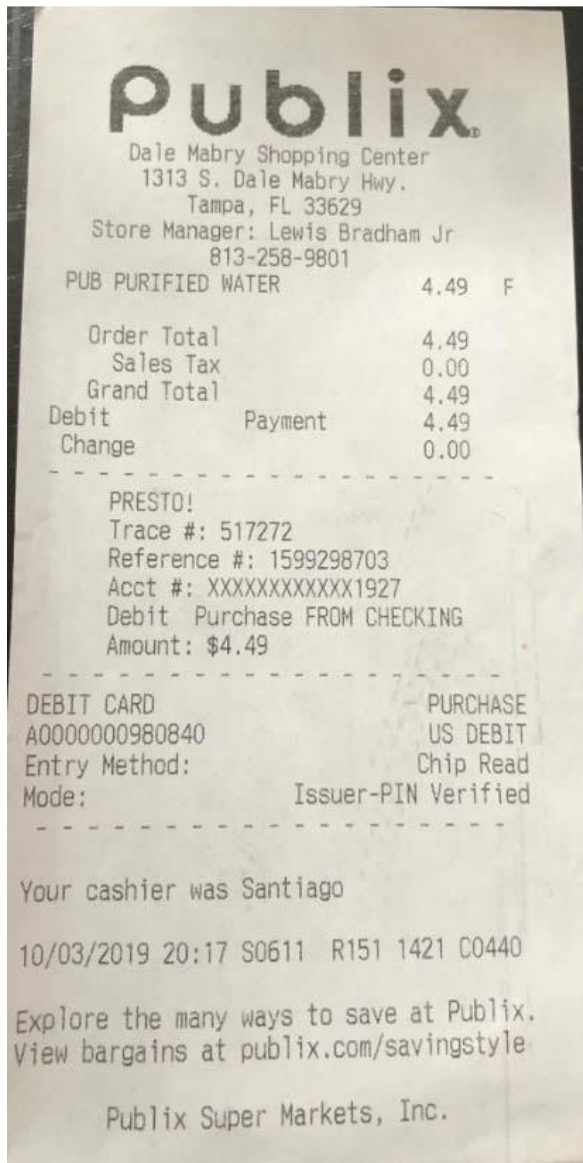 Publix
Dale Mabry Shopping Center
1313 S. Dale Mabry Hwy.
Tampa, FL 33629
Store Manager: Lewis Bradham Jr
813-258-9801
PUB PURIFIED WATER 4.49 F
Order Total 4.49
Sales Tax 0.00
Grand Total 4.49
Debit Payment 4.49
Change 0.00
- - - - - - - - - - - - - - - - - - - -
PRESTO!
Trace #: 517272
Reference #: 1599298703
Acct #: XXXXXXXXXXXX1927
Debit Purchase FROM CHECKING
Amount: $4.49
- - - - - - - - - - - - - - - - - - - -
DEBIT CARD PURCHASE
A0000000980840 US DEBIT
Entry Method: Chip Read
Mode: Issuer-PIN Verified
- - - - - - - - - - - - - - - - - - - -
Your cashier was Santiago
10/03/2019 20:17 S0611 R151 1421 C0440
Explore the many ways to save at Publix.
View bargains at publix.com/savingstyle
Publix Super Markets, Inc.